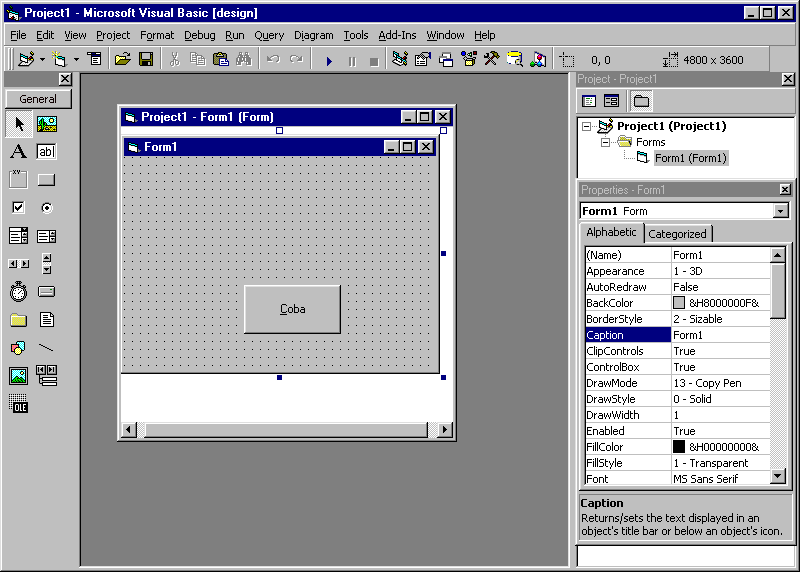 Project1 - Microsoft Visual Basic [design]
File Edit View Project Format Debug Run Query Diagram Tools Add-Ins Window Help
0, 0 4800 x 3600
General
A ab|
xy
OLE
Project1 - Form1 (Form)
Form1
Coba
Project - Project1
Project1 (Project1)
Forms
Form1 (Form1)
Properties - Form1
Form1 Form
Alphabetic Categorized
(Name) Form1
Appearance 1 - 3D
AutoRedraw False
BackColor &H8000000F&
BorderStyle 2 - Sizable
Caption Form1
ClipControls True
ControlBox True
DrawMode 13 - Copy Pen
DrawStyle 0 - Solid
DrawWidth 1
Enabled True
FillColor &H00000000&
FillStyle 1 - Transparent
Font MS Sans Serif
Caption
Returns/sets the text displayed in an
object's title bar or below an object's icon.